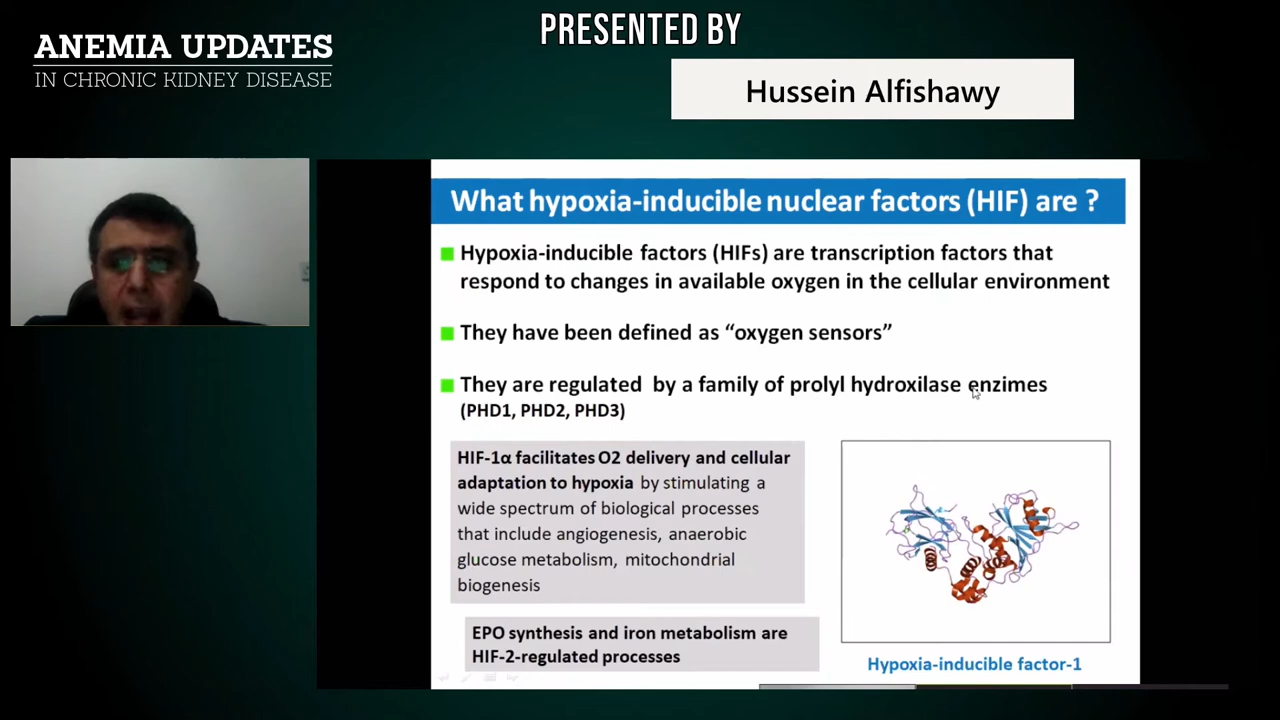 PRESENTED BY
ANEMIA UPDATES
IN CHRONIC KIDNEY DISEASE
Hussein Alfishawy
What hypoxia-inducible nuclear factors (HIF) are ?
Hypoxia-inducible factors (HIFs) are transcription factors that
respond to changes in available oxygen in the cellular environment
They have been defined as “oxygen sensors”
They are regulated by a family of prolyl hydroxilase enzimes
(PHD1, PHD2, PHD3)
HIF-1α facilitates O2 delivery and cellular
adaptation to hypoxia by stimulating a
wide spectrum of biological processes
that include angiogenesis, anaerobic
glucose metabolism, mitochondrial
biogenesis
EPO synthesis and iron metabolism are
HIF-2-regulated processes
Hypoxia-inducible factor-1